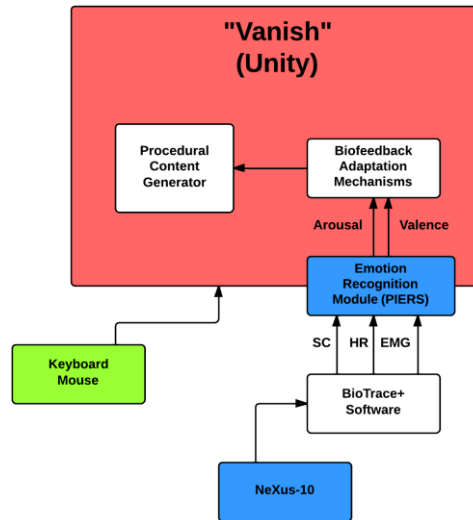 "Vanish"
(Unity)
Procedural
Content
Generator
Biofeedback
Adaptation
Mechanisms
Arousal
Valence
Emotion
Recognition
Module (PIERS)
SC
HR
EMG
Keyboard
Mouse
BioTrace+
Software
NeXus-10